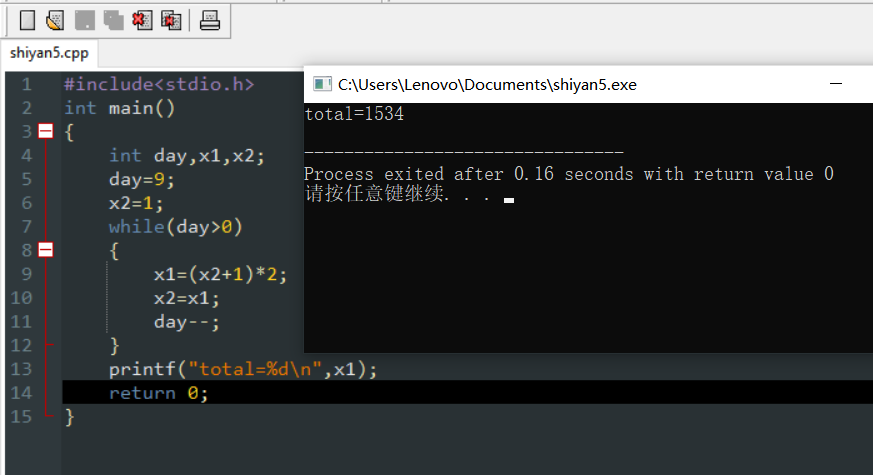 shiyan5.cpp
1 #include<stdio.h>
2 int main()
3 {
4 int day,x1,x2;
5 day=9;
6 x2=1;
7 while(day>0)
8 {
9 x1=(x2+1)*2;
10 x2=x1;
11 day--;
12 }
13 printf("total=%d\n",x1);
14 return 0;
15 }
C:\Users\Lenovo\Documents\shiyan5.exe
total=1534
--------------------------------
Process exited after 0.16 seconds with return value 0
请按任意键继续. . .